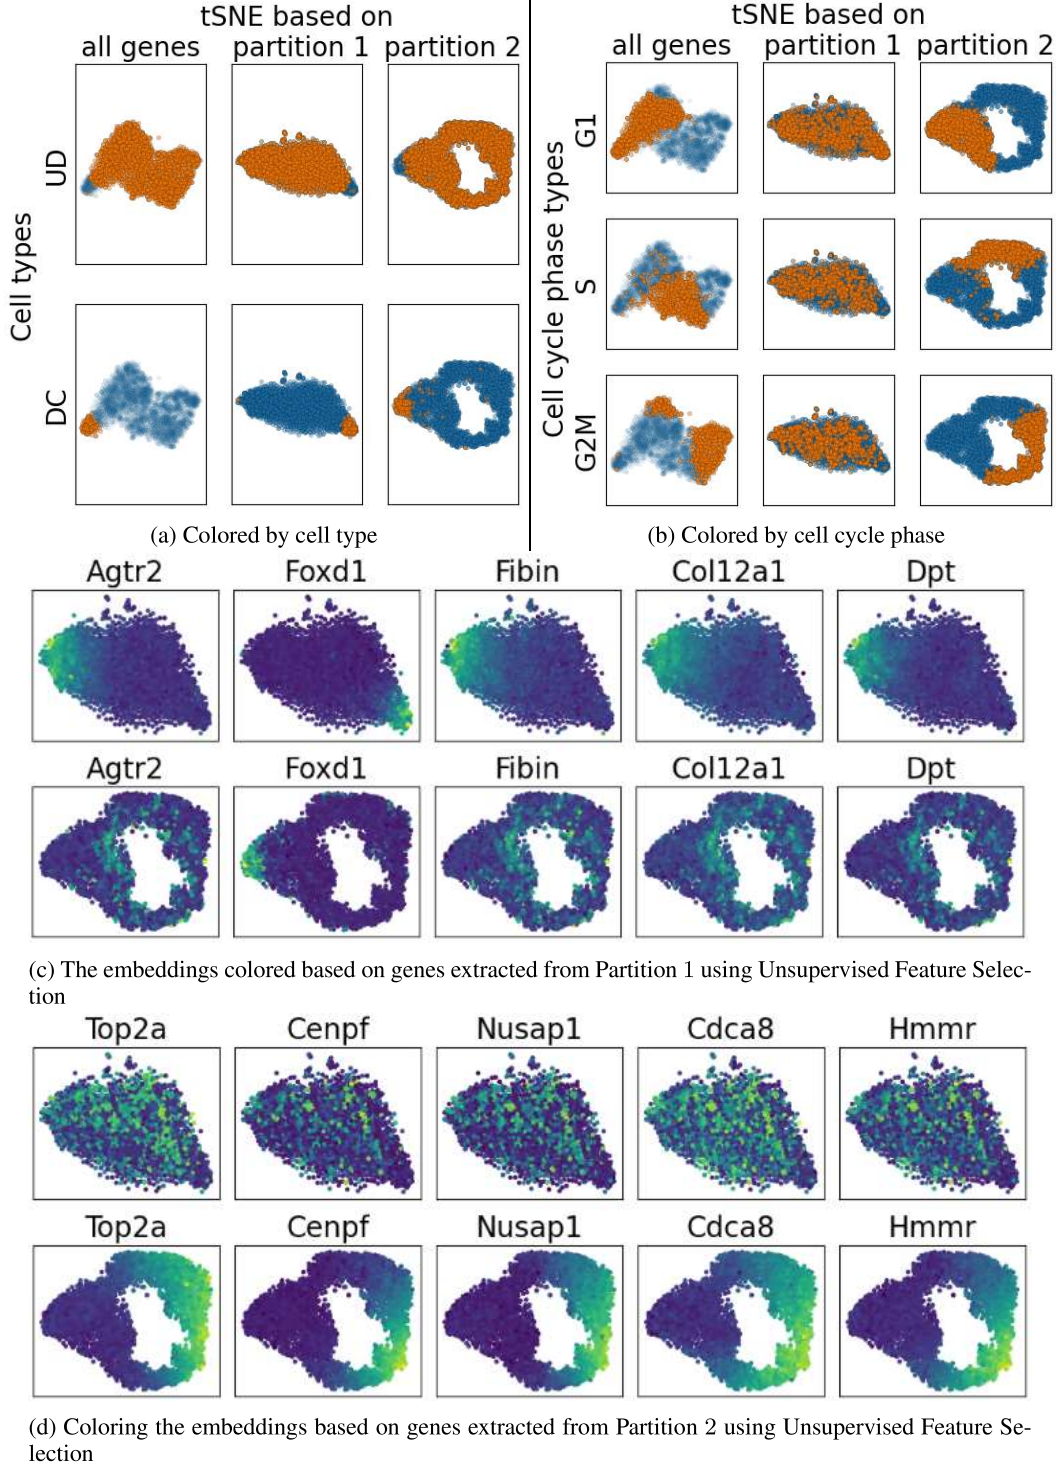 tSNE based on
all genes partition 1 partition 2
Cell types
UD
DC
(a) Colored by cell type
tSNE based on
all genes partition 1 partition 2
Cell cycle phase types
G1
S
G2M
(b) Colored by cell cycle phase
Agtr2 Foxd1 Fibin Col12a1 Dpt
Agtr2 Foxd1 Fibin Col12a1 Dpt
(c) The embeddings colored based on genes extracted from Partition 1 using Unsupervised Feature Selec-
tion
Top2a Cenpf Nusap1 Cdca8 Hmmr
Top2a Cenpf Nusap1 Cdca8 Hmmr
(d) Coloring the embeddings based on genes extracted from Partition 2 using Unsupervised Feature Se-
lection